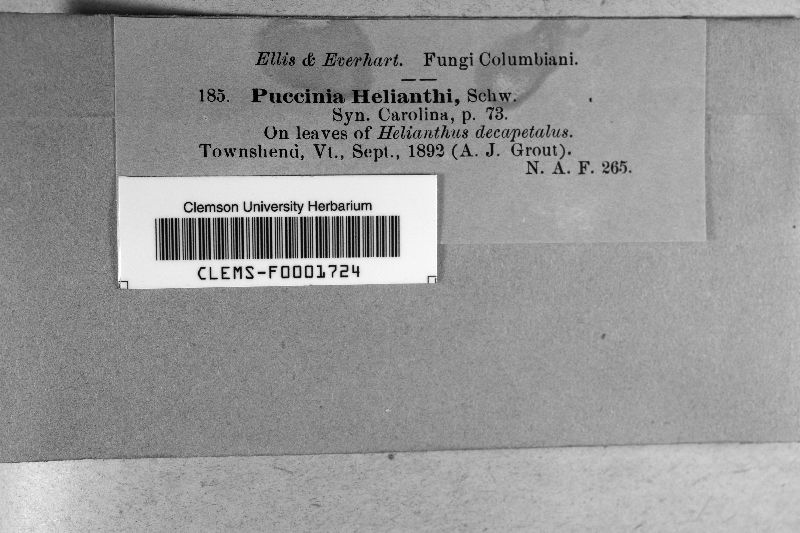 Ellis & Everhart. Fungi Columbiani.
185. Puccinia Helianthi, Schw.
Syn. Carolina, p. 73.
On leaves of Helianthus decapetalus.
Townshend, Vt., Sept., 1892 (A. J. Grout).
N. A. F. 265.
Clemson University Herbarium
CLEMS-F0001724